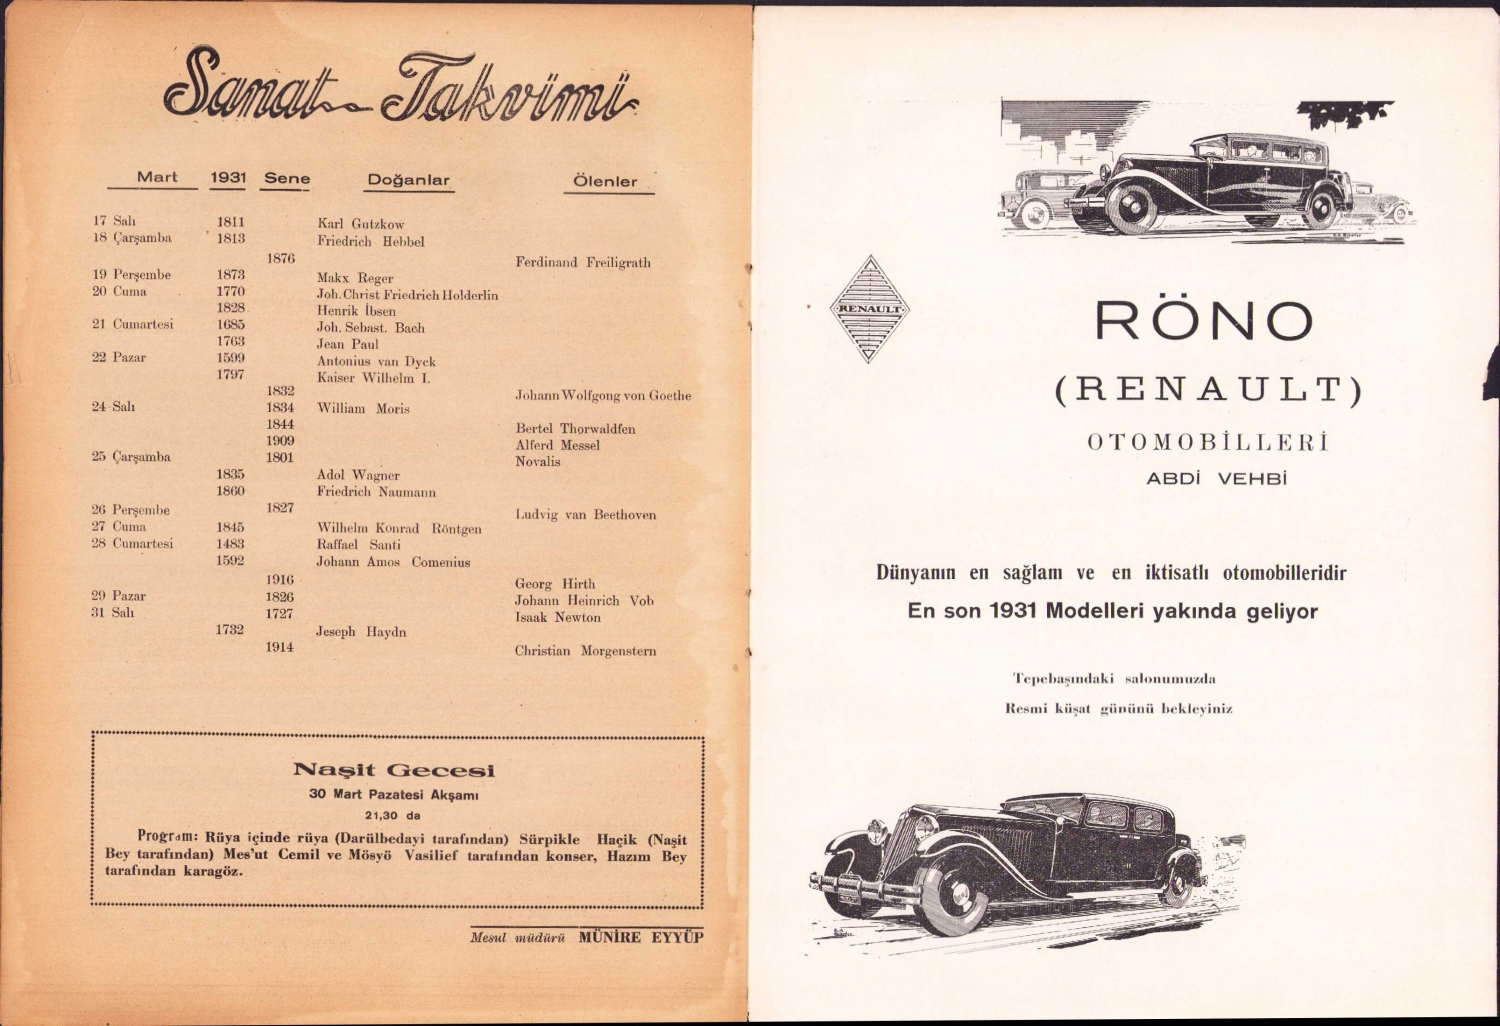 Sanat Takvimi
Mart 1931 Sene Doğanlar Ölenler
17 Salı 1811 Karl Gutzkow
18 Çarşamba 1813 Friedrich Hebbel
1876 Ferdinand Freiligrath
19 Perşembe 1873 Makx Reger
20 Cuma 1770 Joh. Christ Friedrich Holderlin
1828 Henrik İbsen
21 Cumartesi 1685 Joh. Sebast. Bach
1763 Jean Paul
22 Pazar 1599 Antonius van Dyck
1797 Kaiser Wilhelm I.
1832 Johann Wolfgong von Goethe
24 Salı 1834 William Moris
1844 Bertel Thorwaldfen
1909 Alferd Messel
25 Çarşamba 1801 Novalis
1835 Adol Wagner
1860 Friedrich Naumann
26 Perşembe 1827 Ludvig van Beethoven
27 Cuma 1845 Wilhelm Konrad Röntgen
28 Cumartesi 1483 Raffael Santi
1592 Johann Amos Comenius
1916 Georg Hirth
29 Pazar 1826 Johann Heinrich Vob
31 Salı 1727 Isaak Newton
1732 Jeseph Haydn
1914 Christian Morgenstern
Naşit Gecesi
30 Mart Pazatesi Akşamı
21,30 da
Program: Rüya içinde rüya (Darülbedayi tarafından) Sürpikle Haçik (Naşit
Bey tarafından) Mes'ut Cemil ve Mösyö Vasilief tarafından konser, Hazım Bey
tarafından karagöz.
Mesul müdürü MÜNİRE EYYÜP
RENAULT
RÖNO
(RENAULT)
OTOMOBİLLERİ
ABDİ VEHBİ
Dünyanın en sağlam ve en iktisatlı otomobilleridir
En son 1931 Modelleri yakında geliyor
Tepebaşındaki salonumuzda
Resmi küşat gününü bekleyiniz